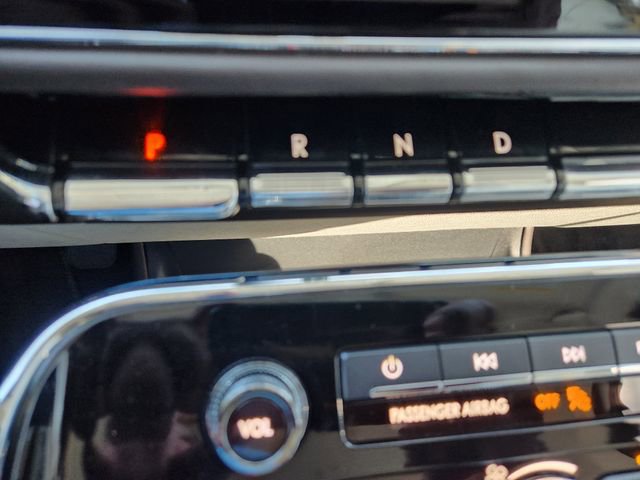 P R N D
VOL
PASSENGER AIRBAG OFF